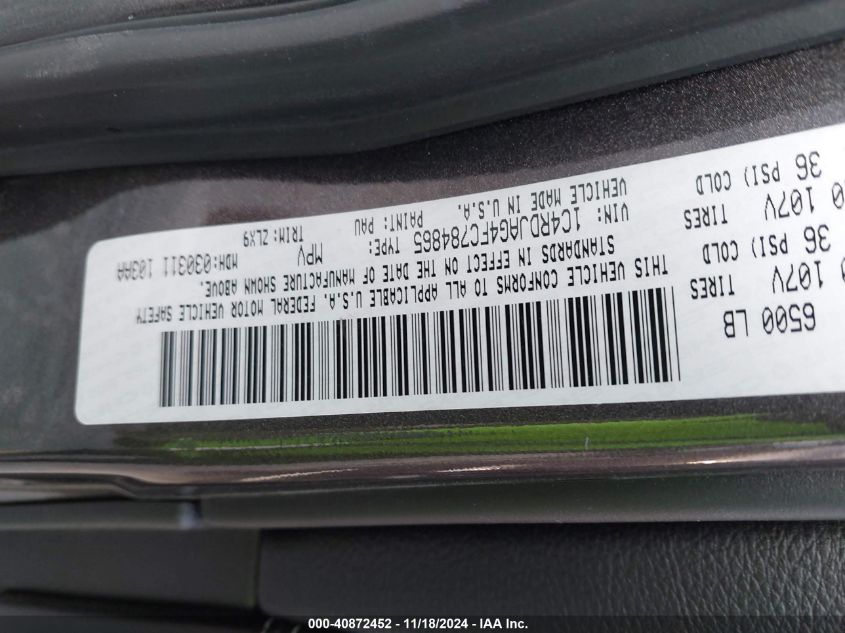 6500 LB
107V TIRES
36 PSI) COLD
107V TIRES
36 PSI) COLD
THIS VEHICLE CONFORMS TO ALL APPLICABLE U.S.A. FEDERAL MOTOR VEHICLE SAFETY
STANDARDS IN EFFECT ON THE DATE OF MANUFACTURE SHOWN ABOVE.
VIN: 1C4RDJAG4FC784865 TYPE: MPV MDH:030311 103AA
VEHICLE MADE IN U.S.A. PAINT: PAU TRIM: ZLX9
000-40872452 - 11/18/2024 - IAA Inc.